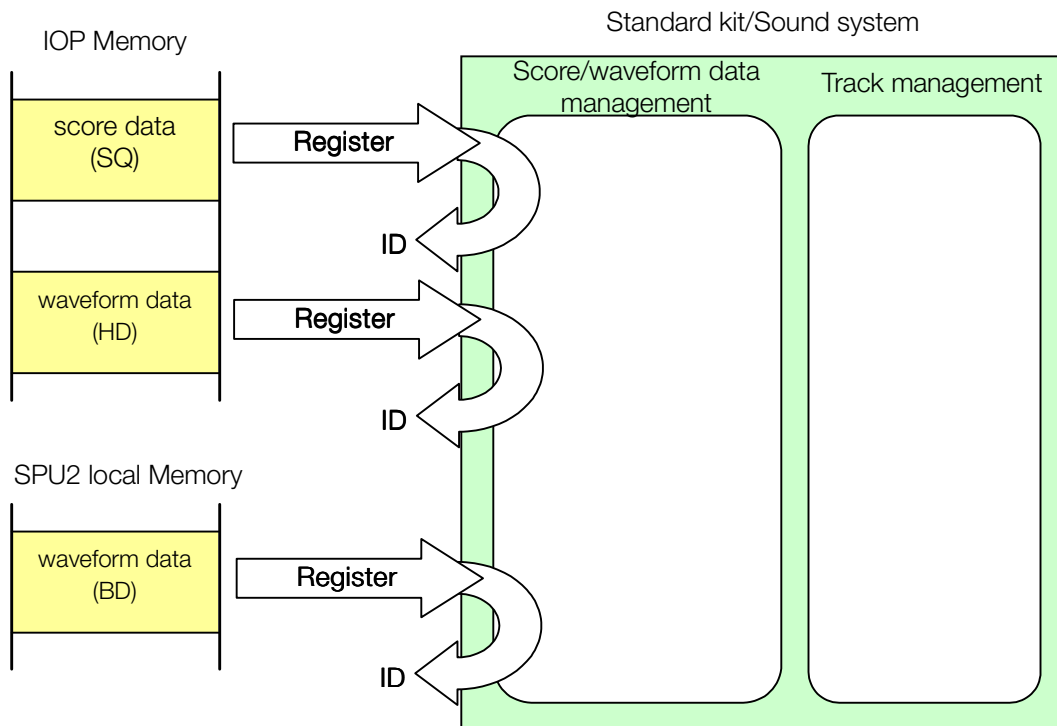 Standard kit/Sound system
IOP Memory
Score/waveform data
management
Track management
score data
(SQ)
Register
ID
waveform data
(HD)
Register
ID
SPU2 local Memory
waveform data
(BD)
Register
ID